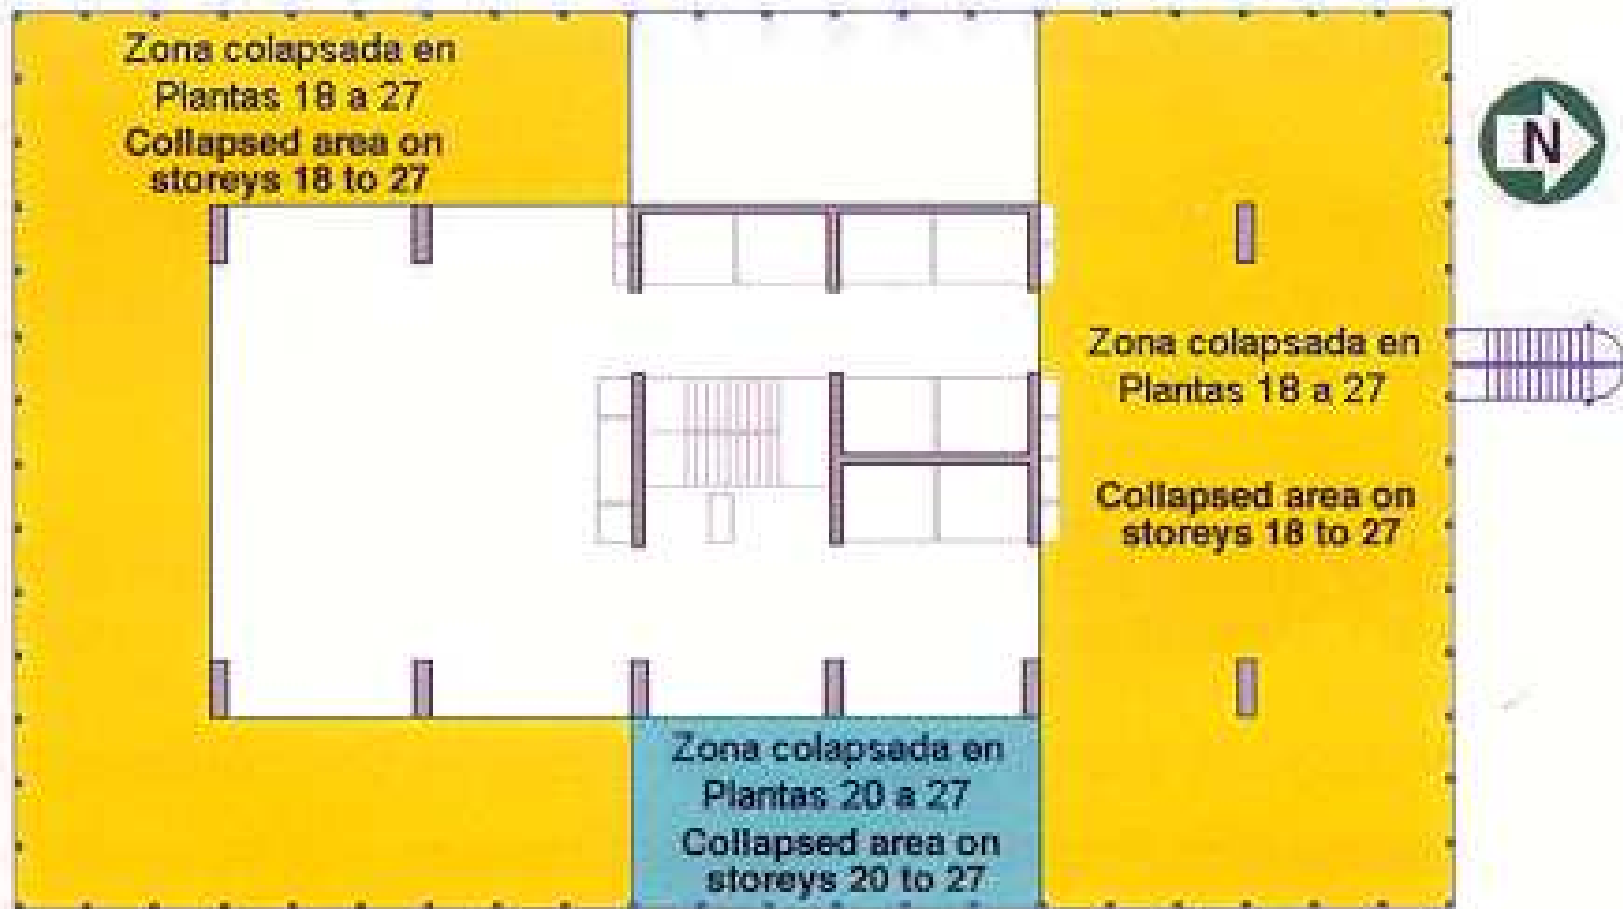 Zona colapsada en
Plantas 18 a 27
Collapsed area on
storeys 18 to 27
N
Zona colapsada en
Plantas 18 a 27
Collapsed area on
storeys 18 to 27
Zona colapsada en
Plantas 20 a 27
Collapsed area on
storeys 20 to 27